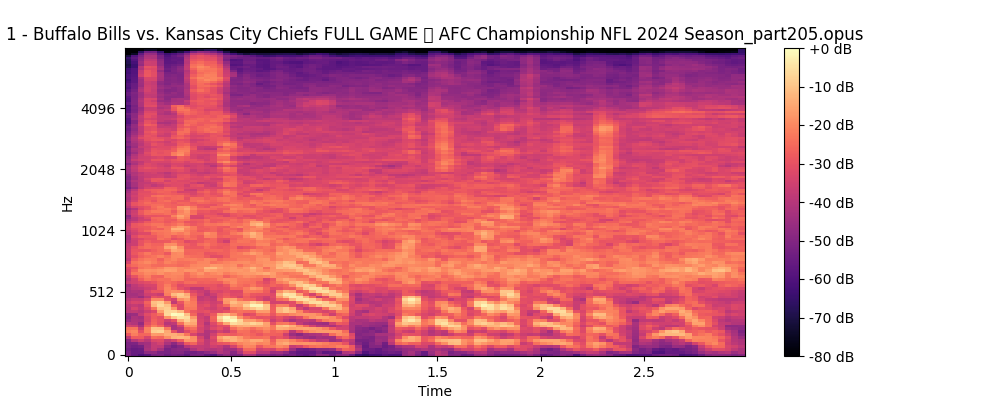 1 - Buffalo Bills vs. Kansas City Chiefs FULL GAME ▯ AFC Championship NFL 2024 Season_part205.opus
+0 dB
-10 dB
-20 dB
-30 dB
-40 dB
-50 dB
-60 dB
-70 dB
-80 dB
4096
2048
1024
512
0
Hz
0
0.5
1
1.5
2
2.5
Time